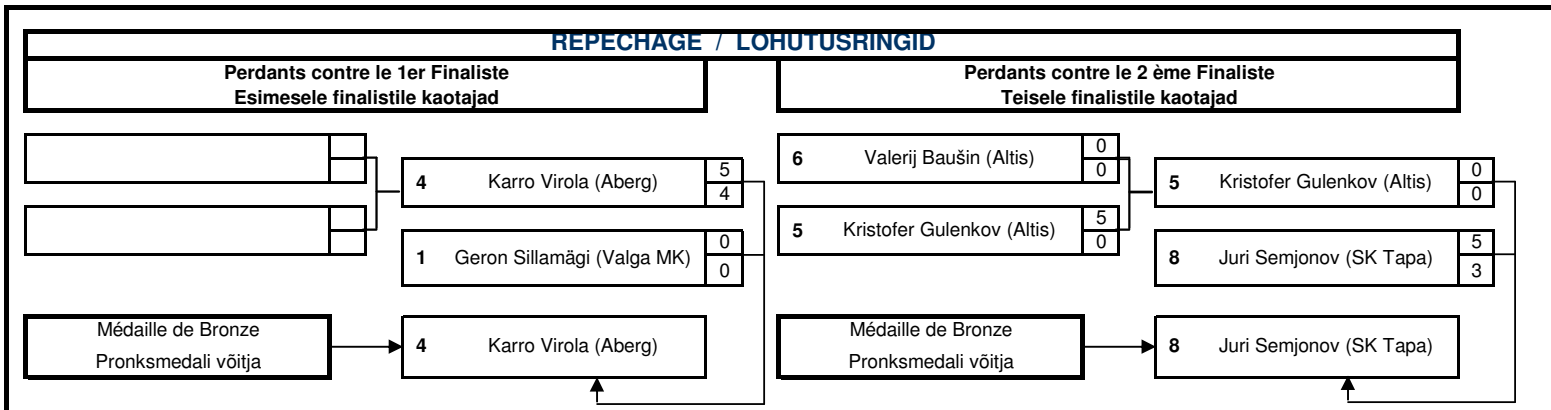 REPECHAGE / LOHUTUSRINGID
Perdants contre le 1er Finaliste
Esimesele finalistile kaotajad
Perdants contre le 2 ème Finaliste
Teisele finalistile kaotajad
4 Karro Virola (Aberg) 5
4
1 Geron Sillamägi (Valga MK) 0
0
Médaille de Bronze
Pronksmedali võitja
4 Karro Virola (Aberg)
6 Valerij Baušin (Altis) 0
0
5 Kristofer Gulenkov (Altis) 5
0
5 Kristofer Gulenkov (Altis) 0
0
8 Juri Semjonov (SK Tapa) 5
3
Médaille de Bronze
Pronksmedali võitja
8 Juri Semjonov (SK Tapa)